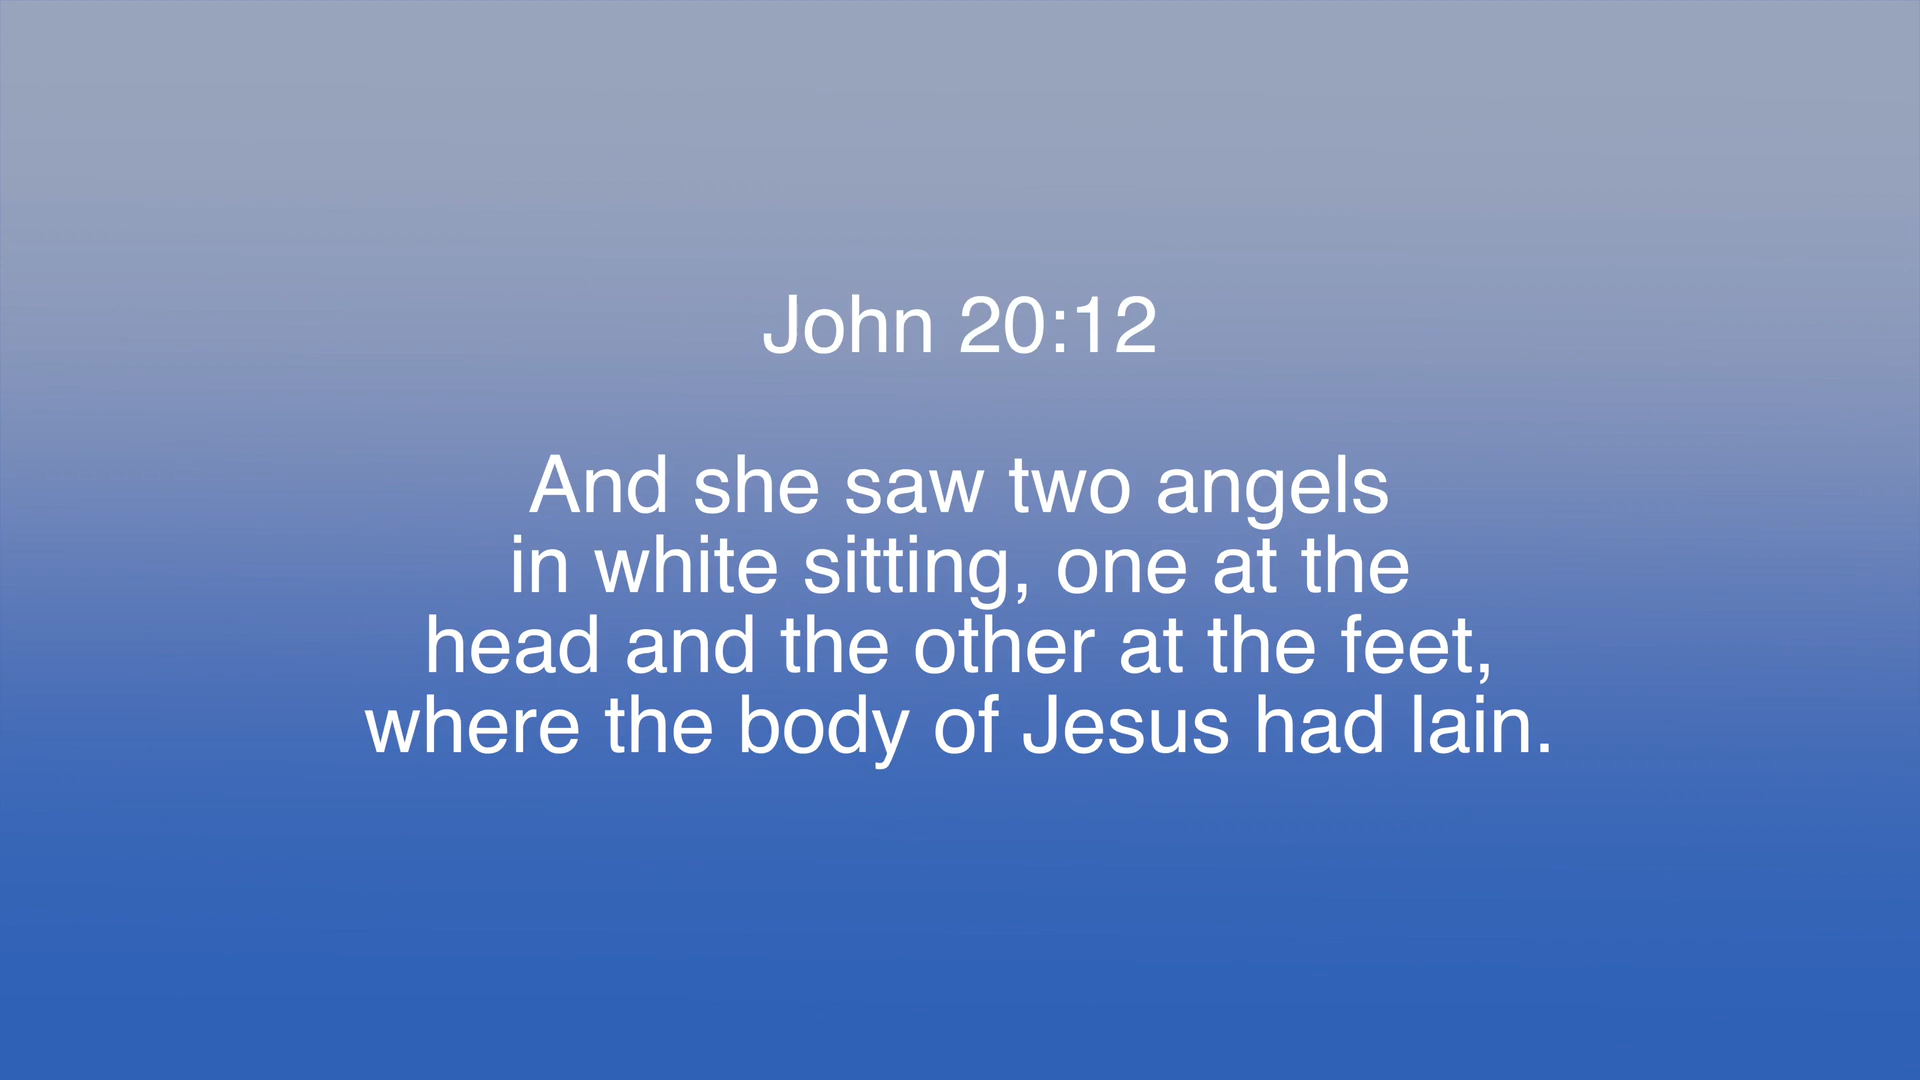 John 20:12
And she saw two angels
in white sitting, one at the
head and the other at the feet,
where the body of Jesus had lain.